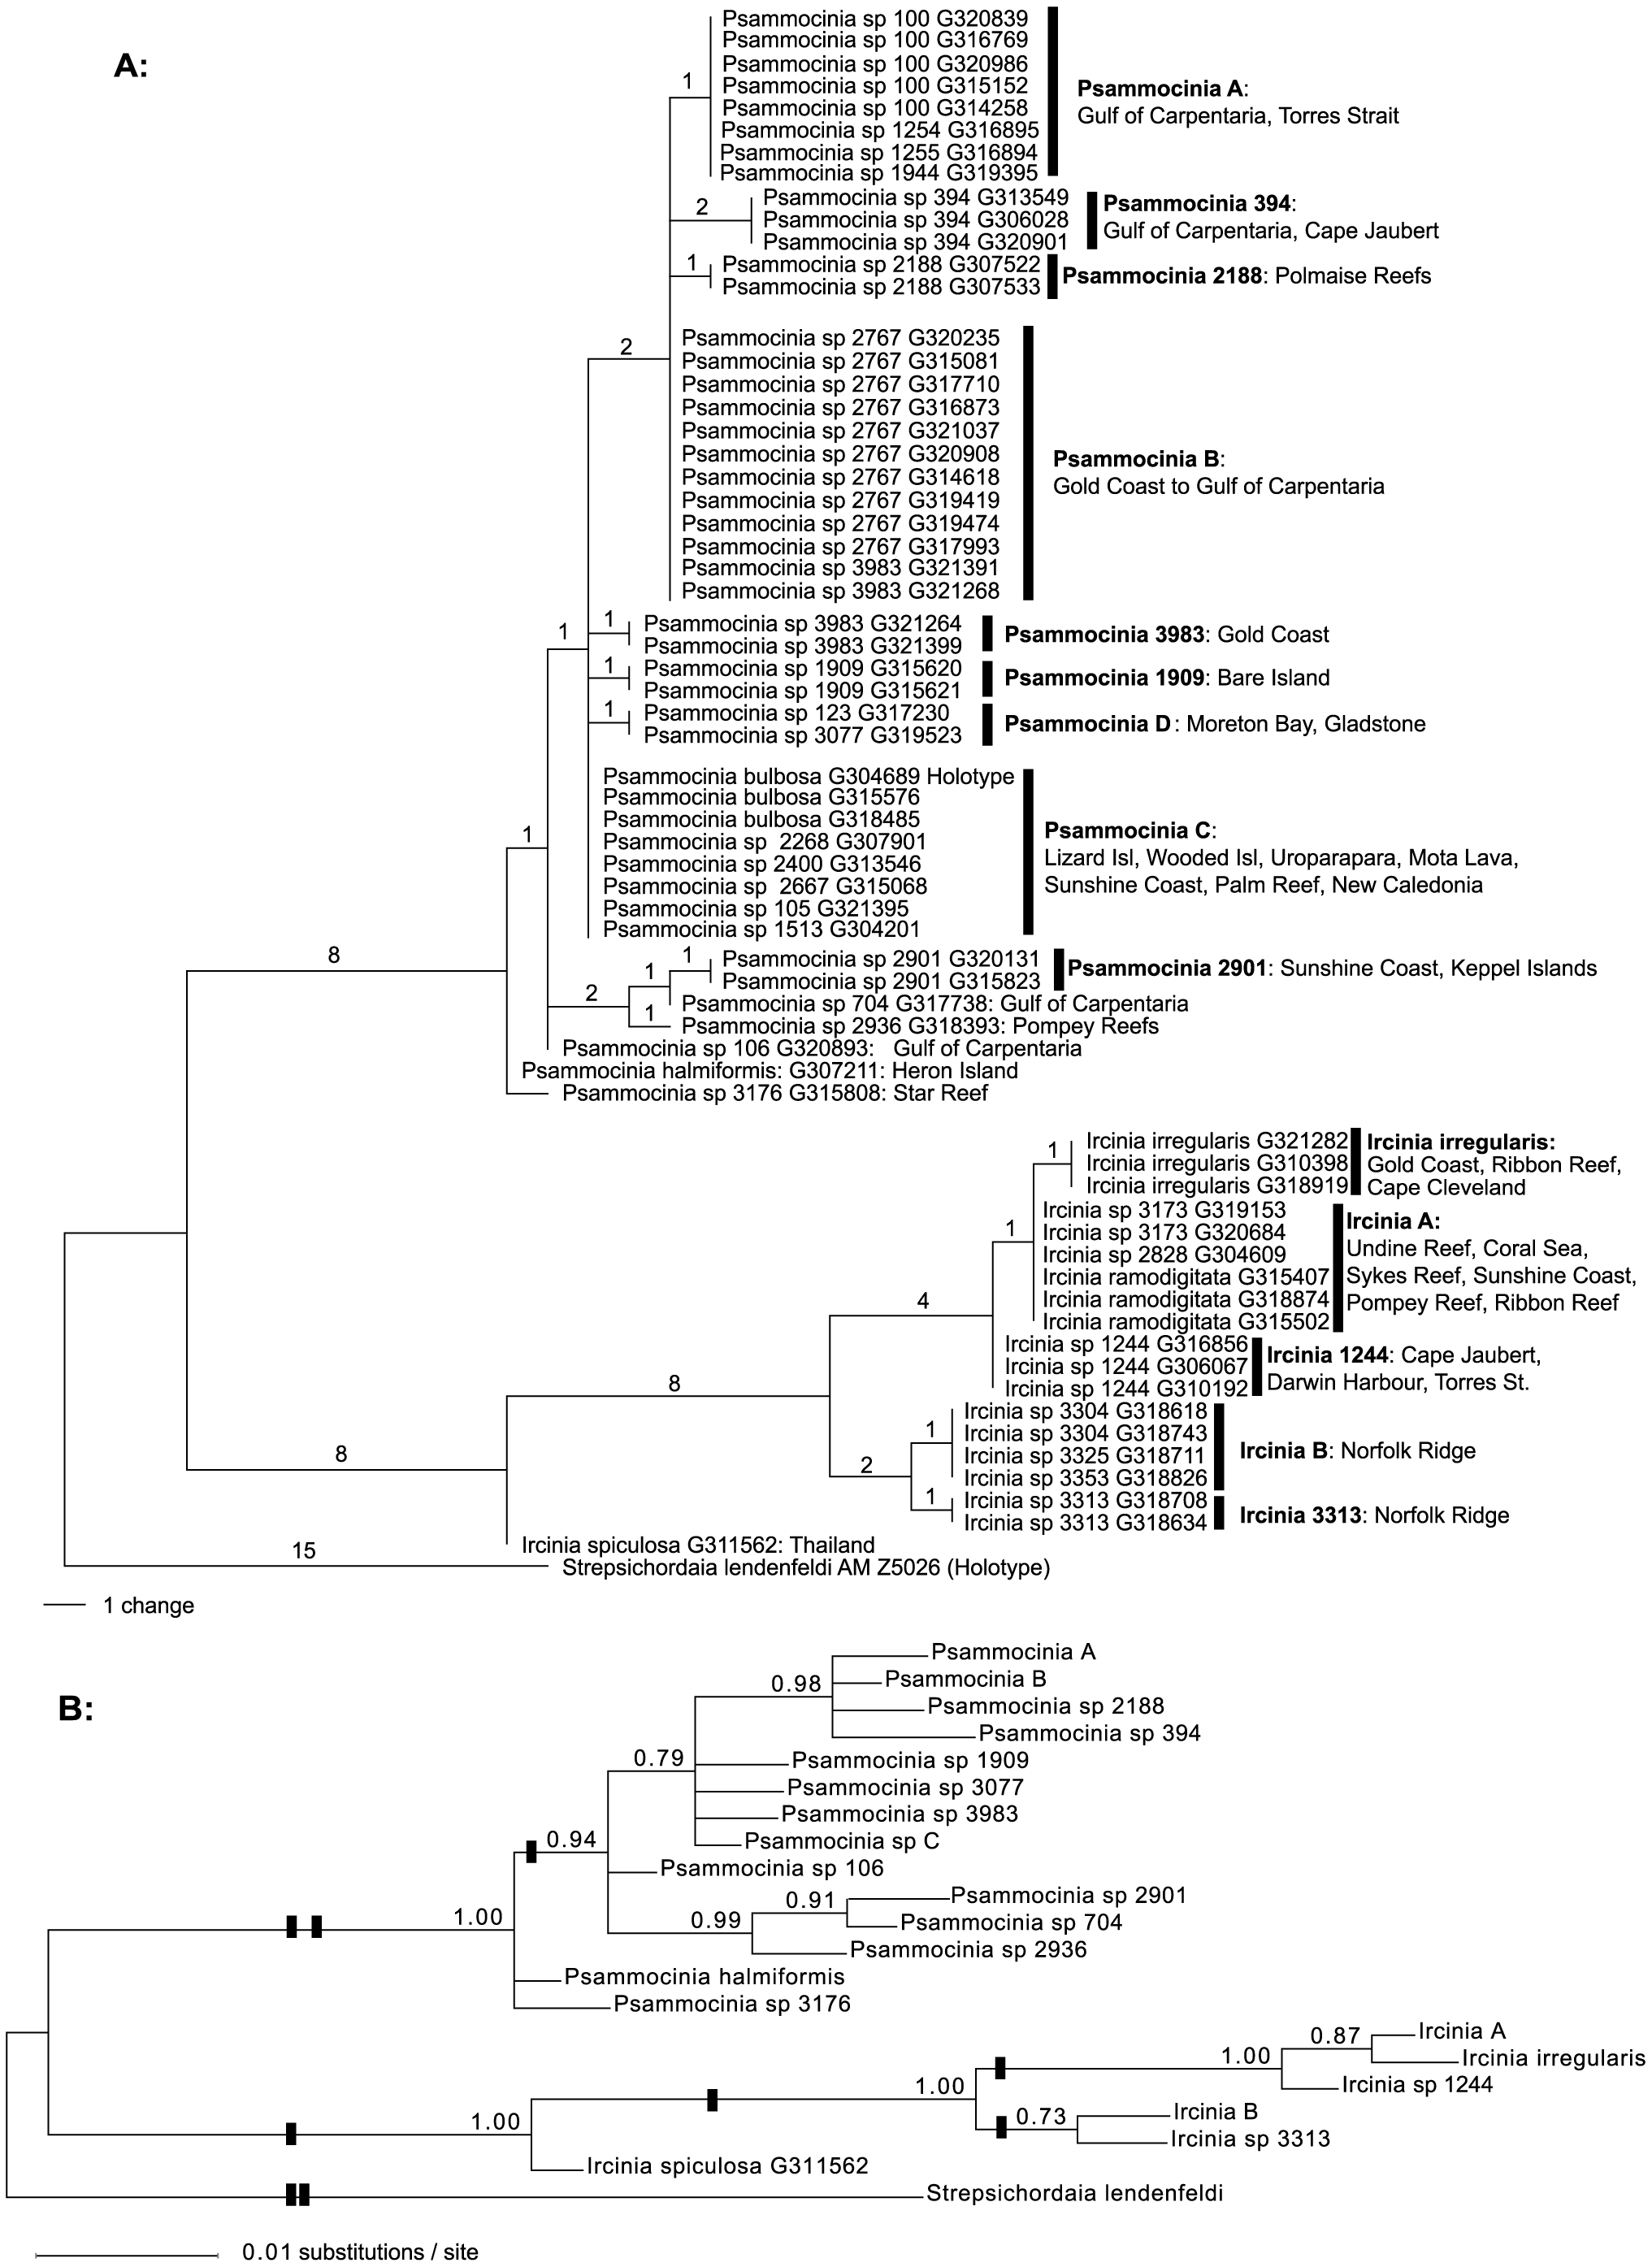 A:
1
Psammocinia sp 100 G320839
Psammocinia sp 100 G316769
Psammocinia sp 100 G320986
Psammocinia sp 100 G315152
Psammocinia sp 100 G314258
Psammocinia sp 1254 G316895
Psammocinia sp 1255 G316894
Psammocinia sp 1944 G319395
Psammocinia A:
Gulf of Carpentaria, Torres Strait
2
Psammocinia sp 394 G313549
Psammocinia sp 394 G306028
Psammocinia sp 394 G320901
Psammocinia 394:
Gulf of Carpentaria, Cape Jaubert
1
Psammocinia sp 2188 G307522
Psammocinia sp 2188 G307533
Psammocinia 2188: Polmaise Reefs
2
Psammocinia sp 2767 G320235
Psammocinia sp 2767 G315081
Psammocinia sp 2767 G317710
Psammocinia sp 2767 G316873
Psammocinia sp 2767 G321037
Psammocinia sp 2767 G320908
Psammocinia sp 2767 G314618
Psammocinia sp 2767 G319419
Psammocinia sp 2767 G319474
Psammocinia sp 2767 G317993
Psammocinia sp 3983 G321391
Psammocinia sp 3983 G321268
Psammocinia B:
Gold Coast to Gulf of Carpentaria
1
1
Psammocinia sp 3983 G321264
Psammocinia sp 3983 G321399
Psammocinia 3983: Gold Coast
1
Psammocinia sp 1909 G315620
Psammocinia sp 1909 G315621
Psammocinia 1909: Bare Island
1
Psammocinia sp 123 G317230
Psammocinia sp 3077 G319523
Psammocinia D: Moreton Bay, Gladstone
1
Psammocinia bulbosa G304689 Holotype
Psammocinia bulbosa G315576
Psammocinia bulbosa G318485
Psammocinia sp 2268 G307901
Psammocinia sp 2400 G313546
Psammocinia sp 2667 G315068
Psammocinia sp 105 G321395
Psammocinia sp 1513 G304201
Psammocinia C:
Lizard Isl, Wooded Isl, Uroparapara, Mota Lava,
Sunshine Coast, Palm Reef, New Caledonia
8
2
1
1
1
Psammocinia sp 2901 G320131
Psammocinia sp 2901 G315823
Psammocinia 2901: Sunshine Coast, Keppel Islands
Psammocinia sp 704 G317738: Gulf of Carpentaria
Psammocinia sp 2936 G318393: Pompey Reefs
Psammocinia sp 106 G320893: Gulf of Carpentaria
Psammocinia halmiformis: G307211: Heron Island
Psammocinia sp 3176 G315808: Star Reef
1
Ircinia irregularis G321282
Ircinia irregularis G310398
Ircinia irregularis G318919
Ircinia irregularis:
Gold Coast, Ribbon Reef,
Cape Cleveland
1
Ircinia sp 3173 G319153
Ircinia sp 3173 G320684
Ircinia sp 2828 G304609
Ircinia ramodigitata G315407
Ircinia ramodigitata G318874
Ircinia ramodigitata G315502
Ircinia A:
Undine Reef, Coral Sea,
Sykes Reef, Sunshine Coast,
Pompey Reef, Ribbon Reef
4
Ircinia sp 1244 G316856
Ircinia sp 1244 G306067
Ircinia sp 1244 G310192
Ircinia 1244: Cape Jaubert,
Darwin Harbour, Torres St.
8
8
2
1
Ircinia sp 3304 G318618
Ircinia sp 3304 G318743
Ircinia sp 3325 G318711
Ircinia sp 3353 G318826
Ircinia B: Norfolk Ridge
1
Ircinia sp 3313 G318708
Ircinia sp 3313 G318634
Ircinia 3313: Norfolk Ridge
Ircinia spiculosa G311562: Thailand
15
Strepsichordaia lendenfeldi AM Z5026 (Holotype)
1 change
B:
0.98
Psammocinia A
Psammocinia B
Psammocinia sp 2188
Psammocinia sp 394
0.79
Psammocinia sp 1909
Psammocinia sp 3077
Psammocinia sp 3983
Psammocinia sp C
0.94
Psammocinia sp 106
0.91
Psammocinia sp 2901
Psammocinia sp 704
0.99
Psammocinia sp 2936
1.00
Psammocinia halmiformis
Psammocinia sp 3176
0.87
Ircinia A
Ircinia irregularis
1.00
Ircinia sp 1244
1.00
0.73
Ircinia B
Ircinia sp 3313
1.00
Ircinia spiculosa G311562
Strepsichordaia lendenfeldi
0.01 substitutions / site